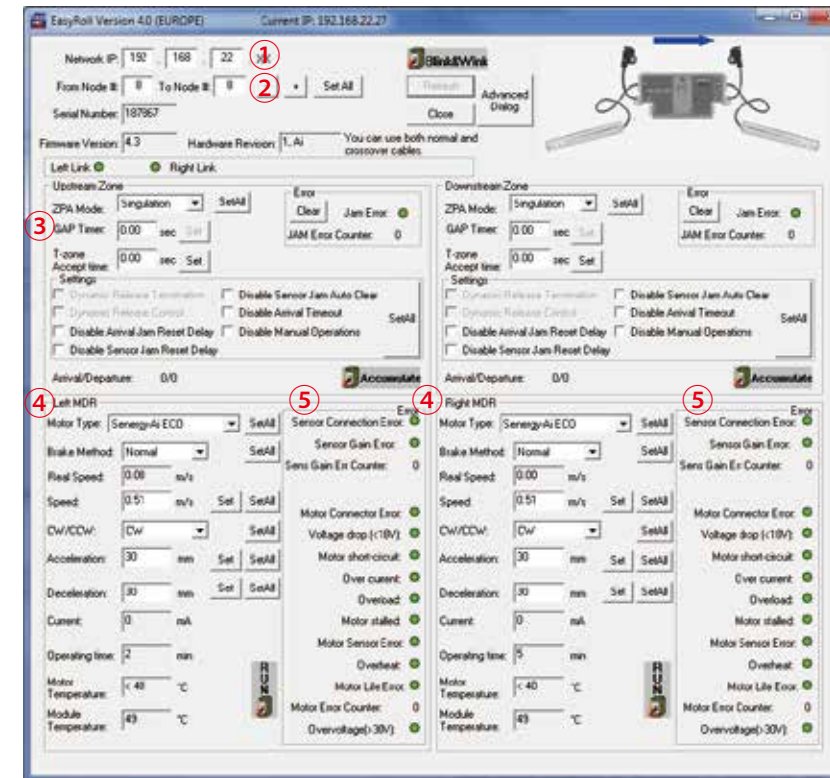 EasyRoll Version 4.0 (EUROPE) Current IP: 192.168.22.27
Network IP: 192 . 168 . 22 ①
Blink&Wink
From Node #: 8 To Node #: 8 ② + Set All
Refresh
Advanced Dialog
Serial Number: 187867
Close
Firmware Version: 4.3 Hardware Revision: 1. Ai You can use both normal and crossover cables
Left Link Right Link
Upstream Zone
ZPA Mode: Singulation SetAll
③ GAP Timer: 0.00 sec Set
T-zone Accept time: 0.00 sec Set
Error
Clear Jam Error:
JAM Error Counter: 0
Settings
Dynamic Release Termination Disable Sensor Jam Auto Clear
Dynamic Release Control Disable Arrival Timeout
Disable Arrival Jam Reset Delay Disable Manual Operations
Disable Sensor Jam Reset Delay
SetAll
Arrival/Departure: 0/0 Accumulate
Downstream Zone
ZPA Mode: Singulation SetAll
GAP Timer: 0.00 sec Set
T-zone Accept time: 0.00 sec Set
Error
Clear Jam Error:
JAM Error Counter: 0
Settings
Dynamic Release Termination Disable Sensor Jam Auto Clear
Dynamic Release Control Disable Arrival Timeout
Disable Arrival Jam Reset Delay Disable Manual Operations
Disable Sensor Jam Reset Delay
SetAll
Arrival/Departure: 0/0 Accumulate
④ Left MDR
Motor Type: Senergy-Ai ECO SetAll
Brake Method: Normal SetAll
Real Speed: 0.08 m/s
Speed: 0.51 m/s Set SetAll
CW/CCW: CW SetAll
Acceleration: 30 mm Set SetAll
Deceleration: 30 mm Set SetAll
Current: 0 mA
Operating time: 2 min
Motor Temperature: < 40 °C
Module Temperature: 49 °C
RUN
⑤ Error
Sensor Connection Error:
Sensor Gain Error:
Sens Gain Err Counter: 0
Motor Connector Error:
Voltage drop (<18V):
Motor short-circuit:
Over current:
Overload:
Motor stalled:
Motor Sensor Error:
Overheat:
Motor Life Error:
Motor Error Counter: 0
Overvoltage(>30V):
④ Right MDR
Motor Type: Senergy-Ai ECO SetAll
Brake Method: Normal SetAll
Real Speed: 0.00 m/s
Speed: 0.51 m/s Set SetAll
CW/CCW: CW SetAll
Acceleration: 30 mm Set SetAll
Deceleration: 30 mm Set SetAll
Current: 0 mA
Operating time: 5 min
Motor Temperature: < 40 °C
Module Temperature: 49 °C
RUN
⑤ Error
Sensor Connection Error:
Sensor Gain Error:
Sens Gain Err Counter: 0
Motor Connector Error:
Voltage drop (<18V):
Motor short-circuit:
Over current:
Overload:
Motor stalled:
Motor Sensor Error:
Overheat:
Motor Life Error:
Motor Error Counter: 0
Overvoltage(>30V):